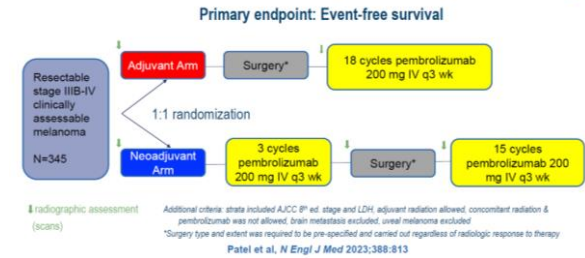 Primary endpoint: Event-free survival
Resectable
stage IIIB-IV
clinically
assessable
melanoma
N=345
Adjuvant Arm
Surgery*
18 cycles pembrolizumab
200 mg IV q3 wk
1:1 randomization
Neoadjuvant
Arm
3 cycles
pembrolizumab
200 mg IV q3 wk
Surgery*
15 cycles
pembrolizumab 200
mg IV q3 wk
radiographic assessment
(scans)
Additional criteria: strata included AJCC 8th ed. stage and LDH, adjuvant radiation allowed, concomitant radiation &
pembrolizumab was not allowed, brain metastasis excluded, uveal melanoma excluded
*Surgery type and extent was required to be pre-specified and carried out regardless of radiologic response to therapy
Patel et al, N Engl J Med 2023;388:813